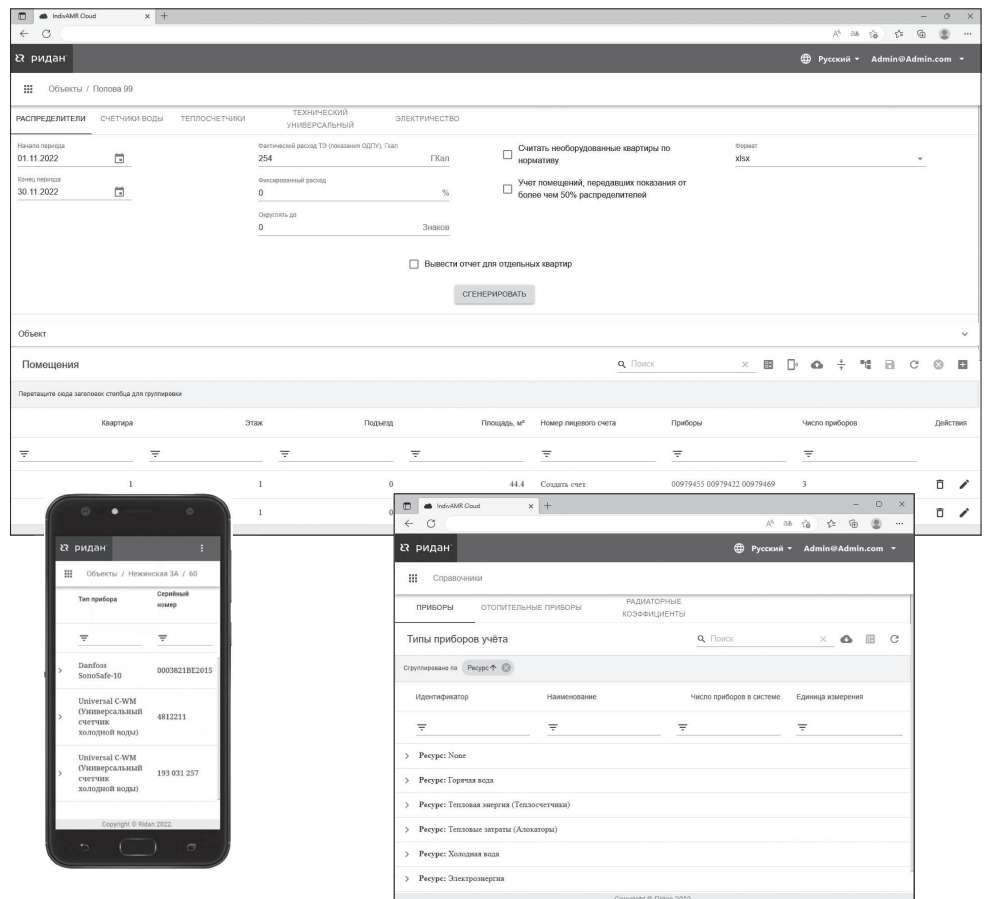 IndivAMR Cloud
ридан
Русский Admin@Admin.com
Объекты / Попова 99
РАСПРЕДЕЛИТЕЛИ СЧЁТЧИКИ ВОДЫ ТЕПЛОСЧЕТЧИКИ ТЕХНИЧЕСКИЙ УНИВЕРСАЛЬНЫЙ ЭЛЕКТРИЧЕСТВО
Начало периода
01.11.2022
Конец периода
30.11.2022
Фактический расход ТЭ (показания ОДПУ), Гкал
254 ГКал
Фиксированный расход
0 %
Округлять до
0 Знаков
Считать необорудованные квартиры по
нормативу
Учет помещений, передавших показания от
более чем 50% распределителей
Формат
xlsx
Вывести отчет для отдельных квартир
СГЕНЕРИРОВАТЬ
Объект
Помещения Поиск
Перетащите сюда заголовок столбца для группировки
Квартира Этаж Подъезд Площадь, м² Номер лицевого счета Приборы Число приборов Действия
1 1 0 44.4 Создать счет 00979455 00979422 00979469 3
1 0
ридан
Объекты / Нежинская 3А / 60
Тип прибора Серийный
номер
Danfoss
SonoSafe-10 0003821BE2015
Universal C-WM
(Универсальный
счетчик
холодной воды) 4812211
Universal C-WM
(Универсальный
счетчик
холодной воды) 193 031 257
Copyright © Ridan 2022.
IndivAMR Cloud
ридан
Русский Admin@Admin.com
Справочники
ПРИБОРЫ ОТОПИТЕЛЬНЫЕ ПРИБОРЫ РАДИАТОРНЫЕ КОЭФФИЦИЕНТЫ
Типы приборов учёта Поиск
Сгруппировано по Ресурс
Идентификатор Наименование Число приборов в системе Единица измерения
Ресурс: None
Ресурс: Горячая вода
Ресурс: Тепловая энергия (Теплосчетчики)
Ресурс: Тепловые затраты (Алокаторы)
Ресурс: Холодная вода
Ресурс: Электроэнергия
Copyright © Ridan 2022.